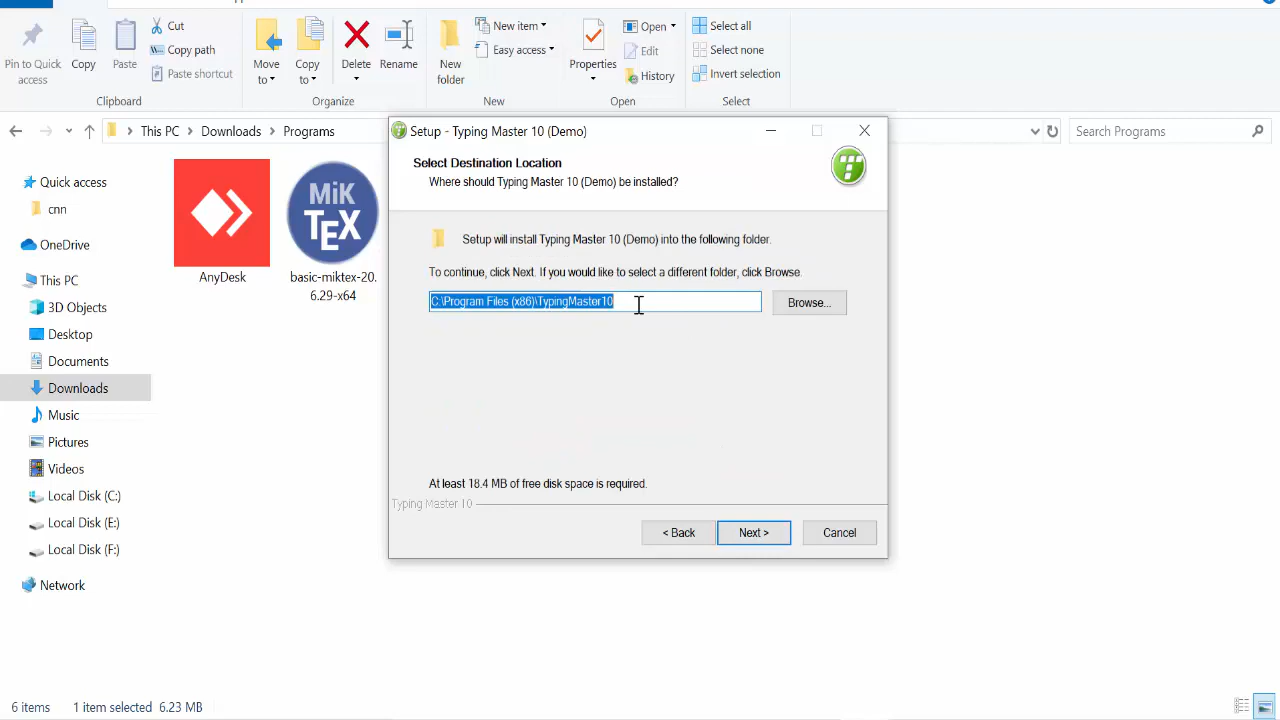 Pin to Quick
access
Copy
Paste
Cut
Copy path
Paste shortcut
Clipboard
Move
to
Copy
to
Delete
Rename
Organize
New
folder
New item
Easy access
New
Properties
Open
Edit
History
Open
Select all
Select none
Invert selection
Select
This PC
Downloads
Programs
Search Programs
Quick access
cnn
OneDrive
This PC
3D Objects
Desktop
Documents
Downloads
Music
Pictures
Videos
Local Disk (C:)
Local Disk (E:)
Local Disk (F:)
Network
AnyDesk
MiK
TEX
basic-miktex-20.
6.29-x64
Setup - Typing Master 10 (Demo)
Select Destination Location
Where should Typing Master 10 (Demo) be installed?
Setup will install Typing Master 10 (Demo) into the following folder.
To continue, click Next. If you would like to select a different folder, click Browse.
C:\Program Files (x86)\TypingMaster10
Browse...
At least 18.4 MB of free disk space is required.
Typing Master 10
< Back
Next >
Cancel
6 items
1 item selected 6.23 MB